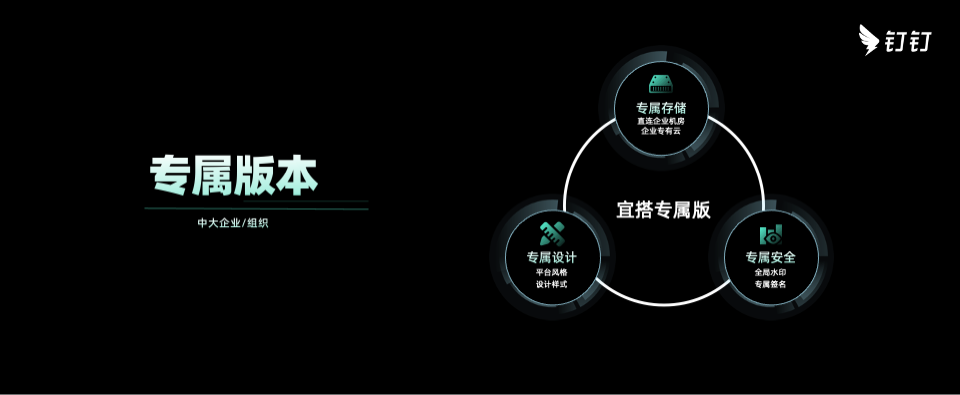 钉钉
专属版本
中大企业/组织
专属存储
直连企业机房
企业专有云
宜搭专属版
专属设计
平台风格
设计样式
专属安全
全局水印
专属签名